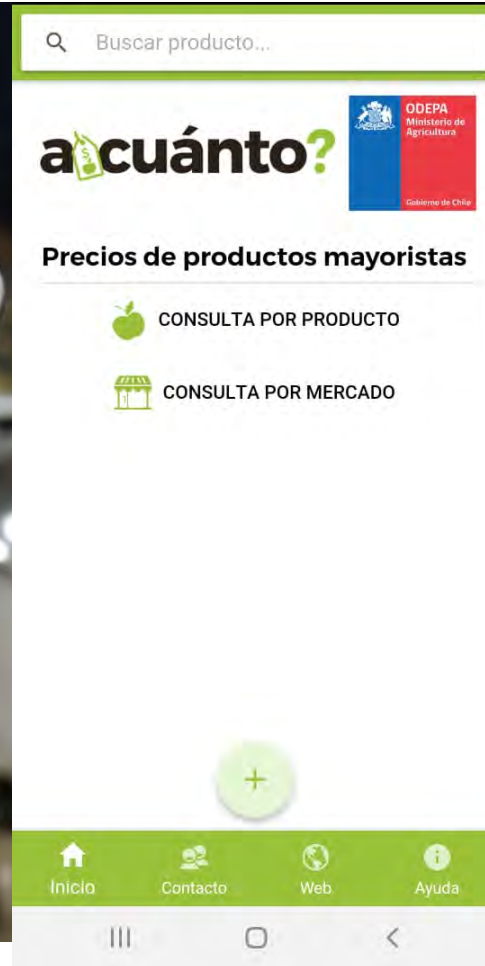 Buscar producto...
a cuánto?
ODEPA
Ministerio de
Agricultura
Gobierno de Chile
Precios de productos mayoristas
CONSULTA POR PRODUCTO
CONSULTA POR MERCADO
+
Inicio Contacto Web Ayuda